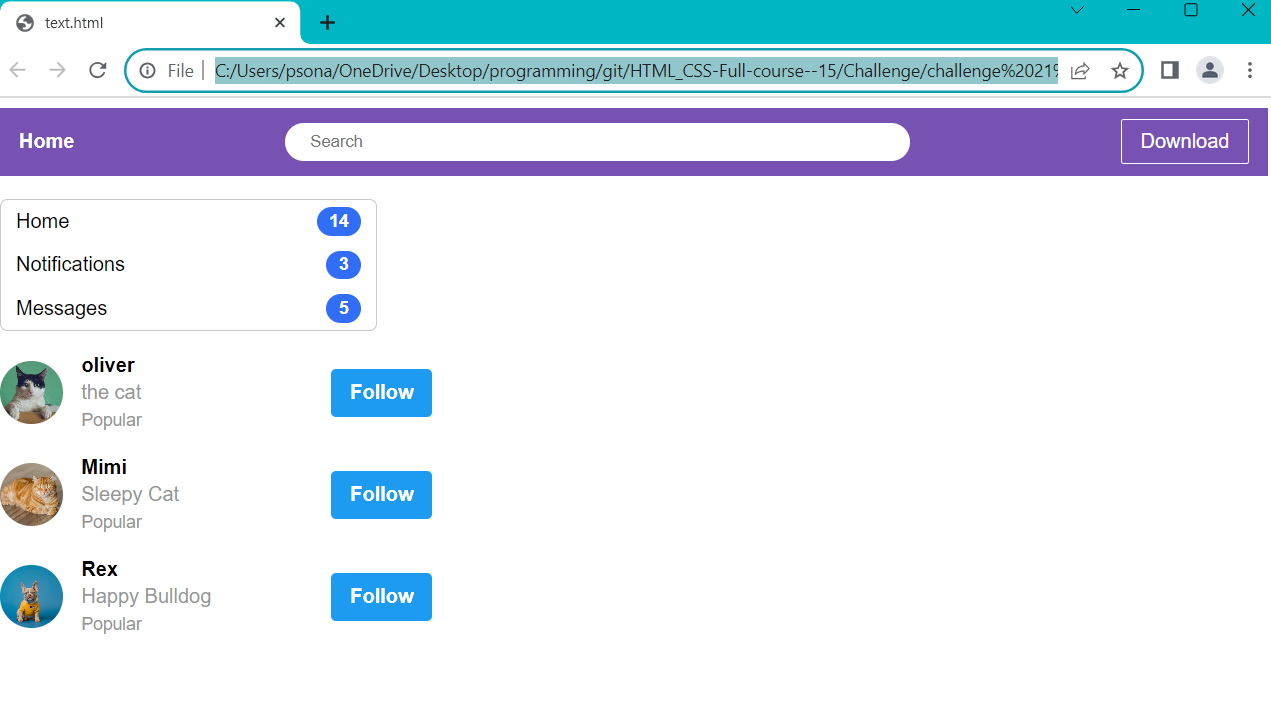 text.html
File C:/Users/psona/OneDrive/Desktop/programming/git/HTML_CSS-Full-course--15/Challenge/challenge%2021%
Home Search Download
Home 14
Notifications 3
Messages 5
oliver
the cat Follow
Popular
Mimi
Sleepy Cat Follow
Popular
Rex
Happy Bulldog Follow
Popular